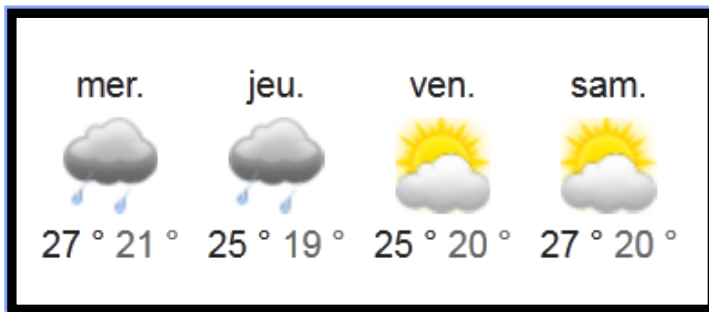 mer. jeu. ven. sam.
27 ° 21 ° 25 ° 19 ° 25 ° 20 ° 27 ° 20 °